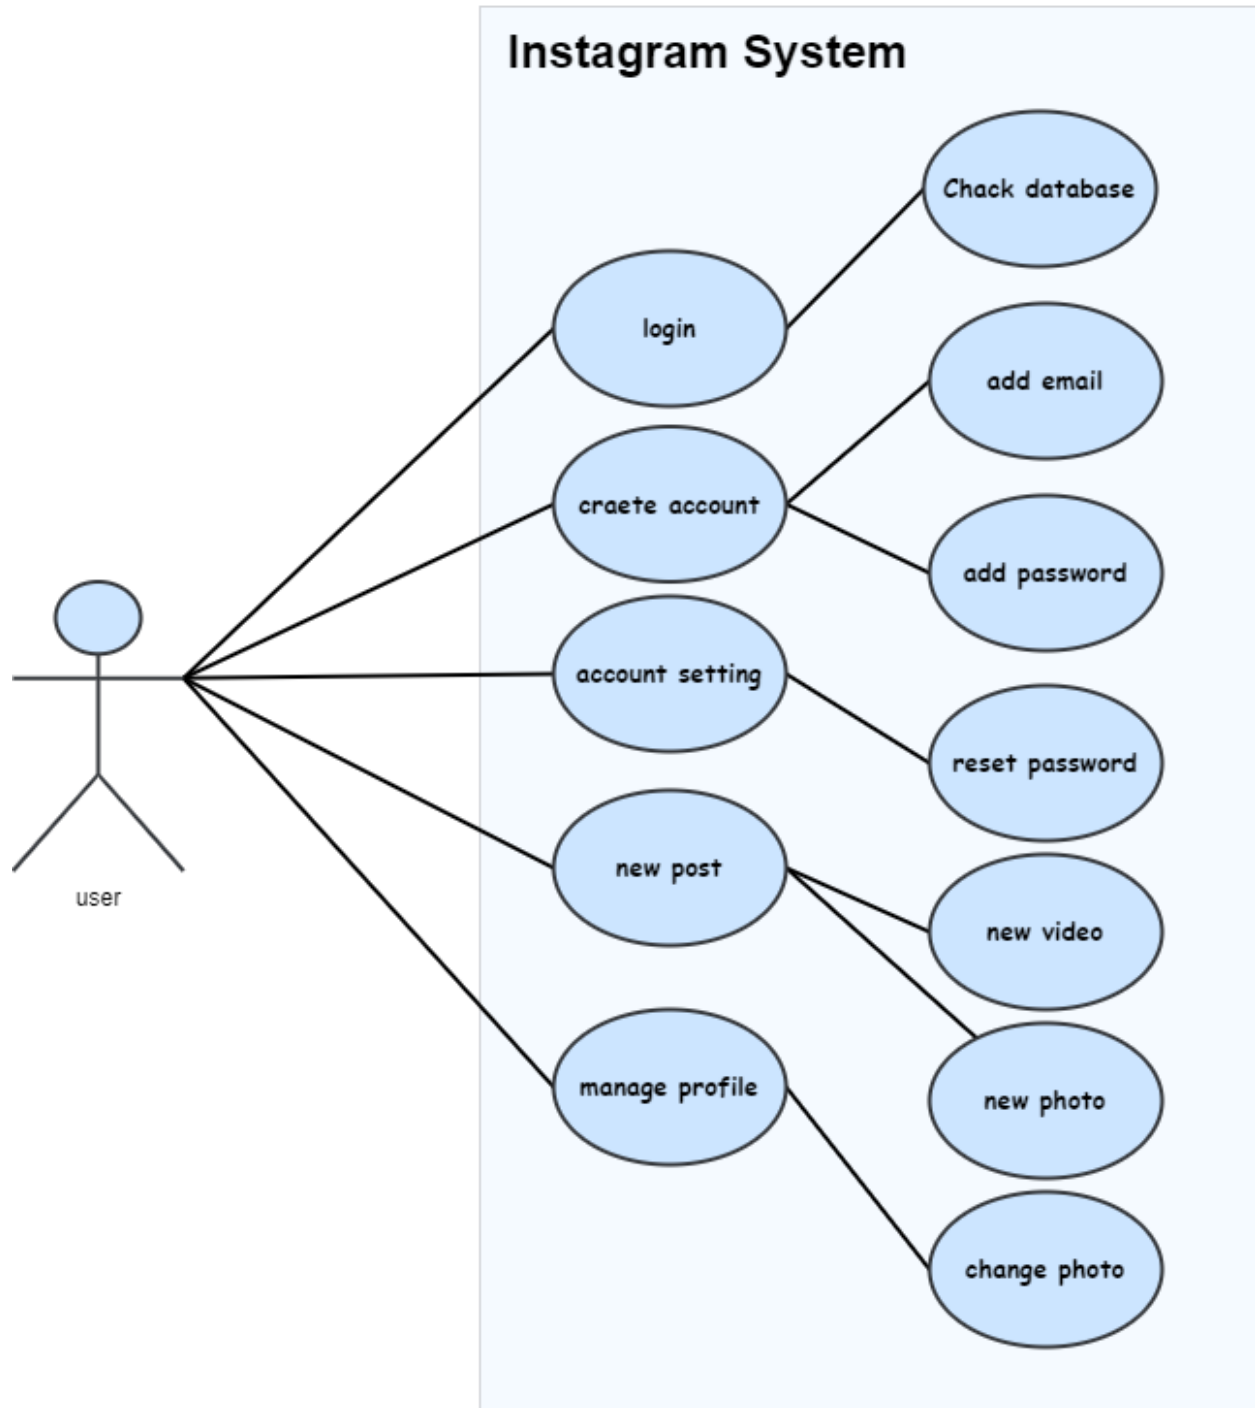 Instagram System
Chack database
login
add email
craete account
add password
account setting
reset password
new post
user
new video
manage profile
new photo
change photo